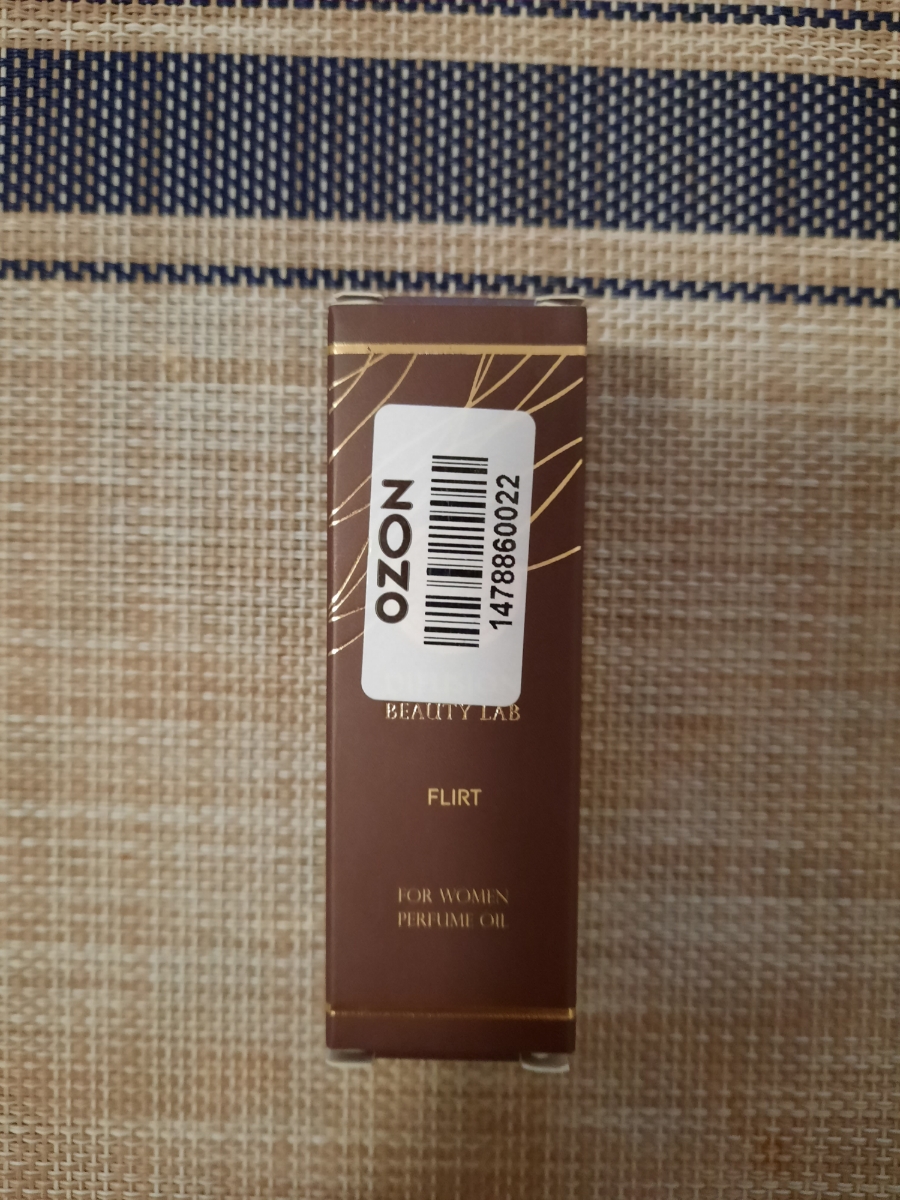 OZON
1478860022
BEAUTY LAB
FLIRT
FOR WOMEN
PERFUME OIL